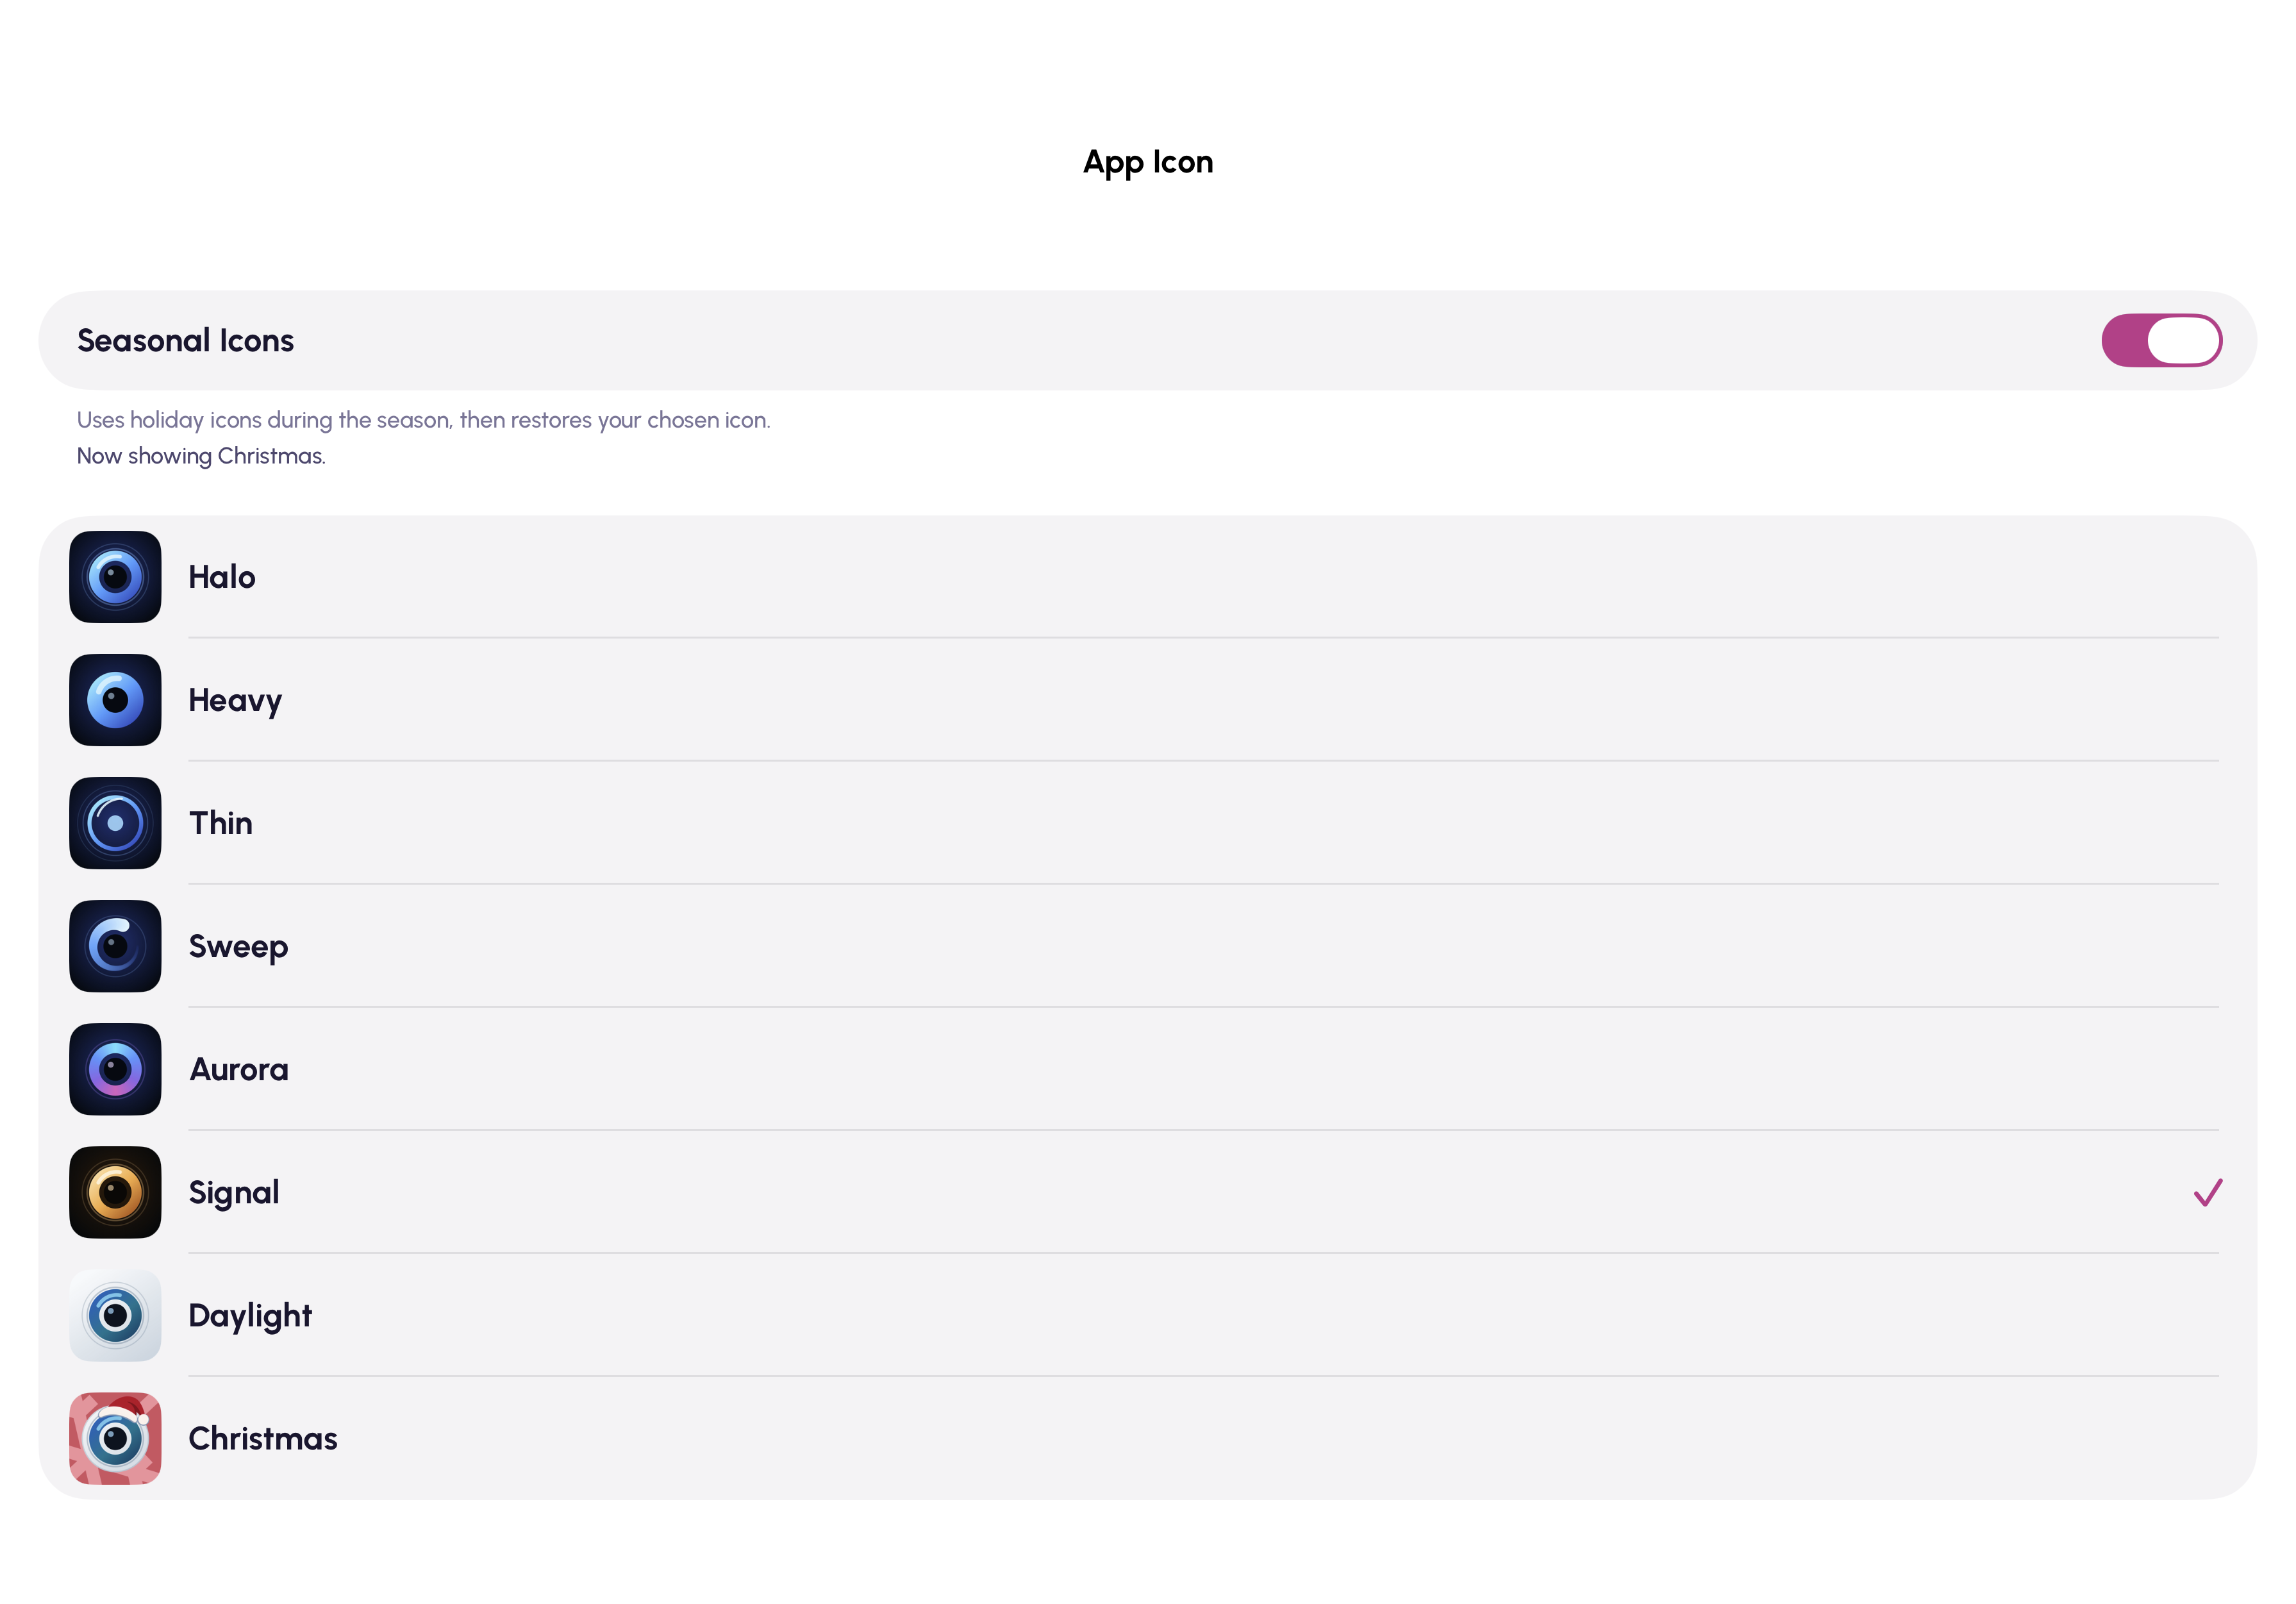 App Icon
Seasonal Icons
Uses holiday icons during the season, then restores your chosen icon.
Now showing Christmas.
Halo
Heavy
Thin
Sweep
Aurora
Signal
Daylight
Christmas